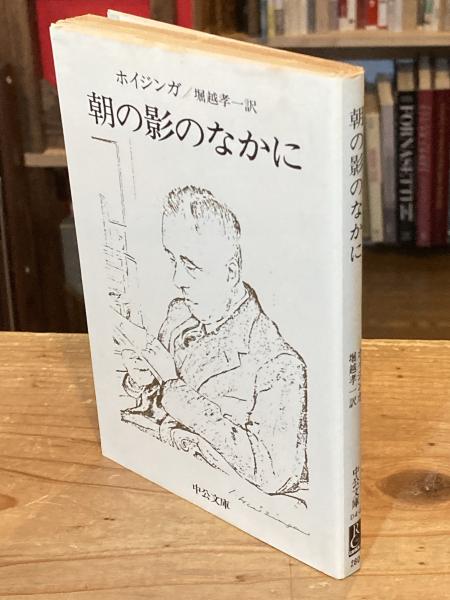 ホイジンガ／堀越孝一訳
朝の影のなかに
中公文庫
朝の影のなかに
堀越孝一訳
中公文庫
FORNASETTI